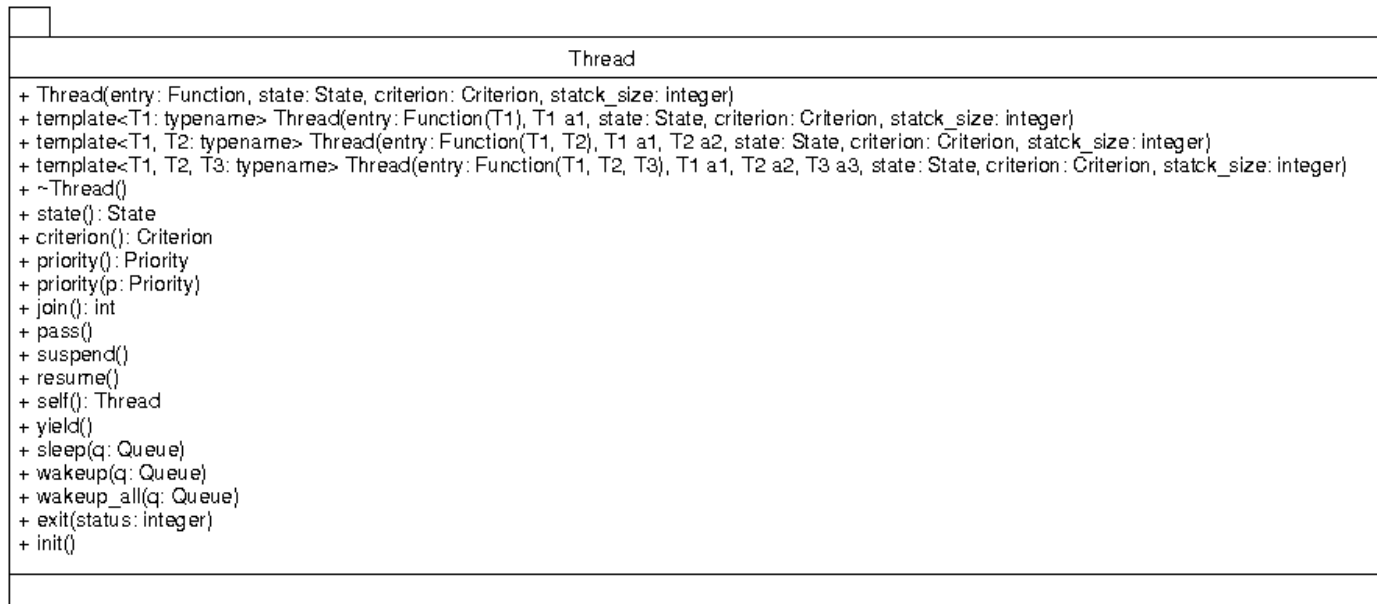 Thread
+ Thread(entry: Function, state: State, criterion: Criterion, statck_size: integer)
+ template<T1: typename> Thread(entry: Function(T1), T1 a1, state: State, criterion: Criterion, statck_size: integer)
+ template<T1, T2: typename> Thread(entry: Function(T1, T2), T1 a1, T2 a2, state: State, criterion: Criterion, statck_size: integer)
+ template<T1, T2, T3: typename> Thread(entry: Function(T1, T2, T3), T1 a1, T2 a2, T3 a3, state: State, criterion: Criterion, statck_size: integer)
+ ~Thread()
+ state(): State
+ criterion(): Criterion
+ priority(): Priority
+ priority(p: Priority)
+ join(): int
+ pass()
+ suspend()
+ resume()
+ self(): Thread
+ yield()
+ sleep(q: Queue)
+ wakeup(q: Queue)
+ wakeup_all(q: Queue)
+ exit(status: integer)
+ init()